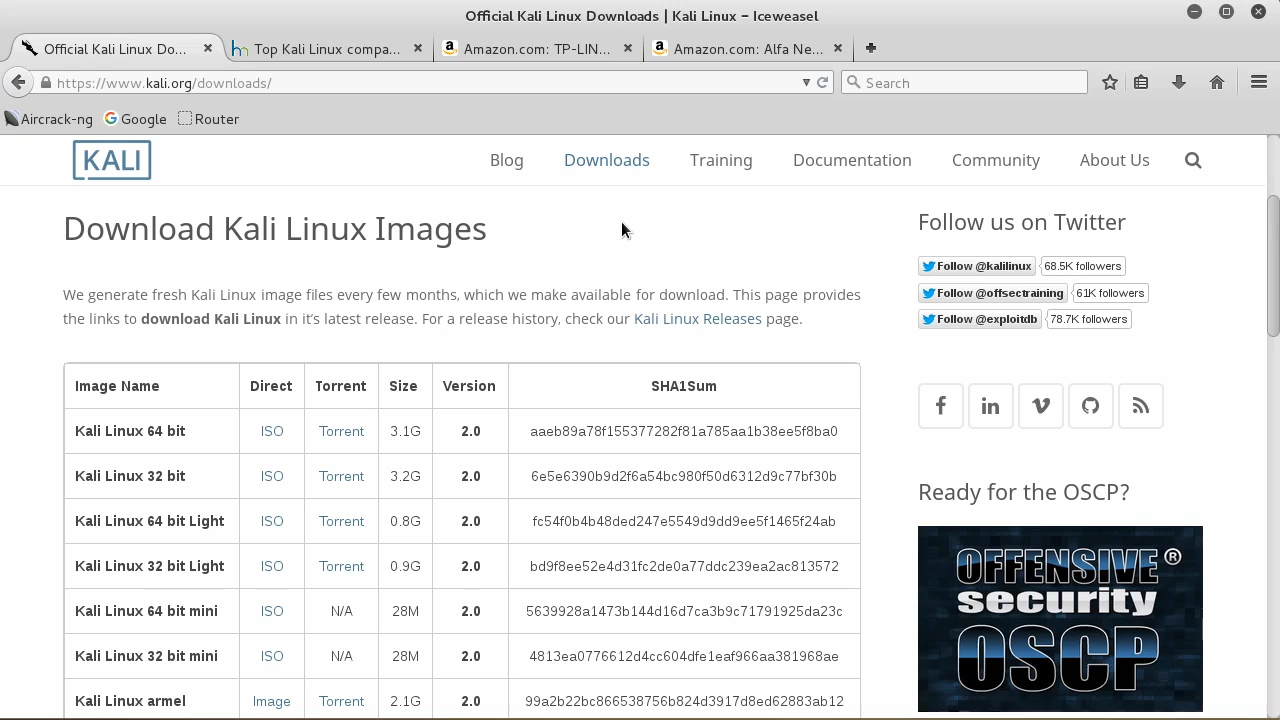 Official Kali Linux Downloads | Kali Linux – Iceweasel
Official Kali Linux Do...
Top Kali Linux compa...
Amazon.com: TP-LIN...
Amazon.com: Alfa Ne...
https://www.kali.org/downloads/
Search
Aircrack-ng Google Router
KALI
Blog Downloads Training Documentation Community About Us
Download Kali Linux Images
We generate fresh Kali Linux image files every few months, which we make available for download. This page provides
the links to download Kali Linux in it's latest release. For a release history, check our Kali Linux Releases page.
Image Name Direct Torrent Size Version SHA1Sum
Kali Linux 64 bit ISO Torrent 3.1G 2.0 aaeb89a78f155377282f81a785aa1b38ee5f8ba0
Kali Linux 32 bit ISO Torrent 3.2G 2.0 6e5e6390b9d2f6a54bc980f50d6312d9c77bf30b
Kali Linux 64 bit Light ISO Torrent 0.8G 2.0 fc54f0b4b48ded247e5549d9dd9ee5f1465f24ab
Kali Linux 32 bit Light ISO Torrent 0.9G 2.0 bd9f8ee52e4d31fc2de0a77ddc239ea2ac813572
Kali Linux 64 bit mini ISO N/A 28M 2.0 5639928a1473b144d16d7ca3b9c71791925da23c
Kali Linux 32 bit mini ISO N/A 28M 2.0 4813ea0776612d4cc604dfe1eaf966aa381968ae
Kali Linux armel Image Torrent 2.1G 2.0
Follow us on Twitter
Follow @kalilinux 68.5K followers
Follow @offsectraining 61K followers
Follow @exploitdb 78.7K followers
Ready for the OSCP?
OFFENSIVE®
security
OSCP